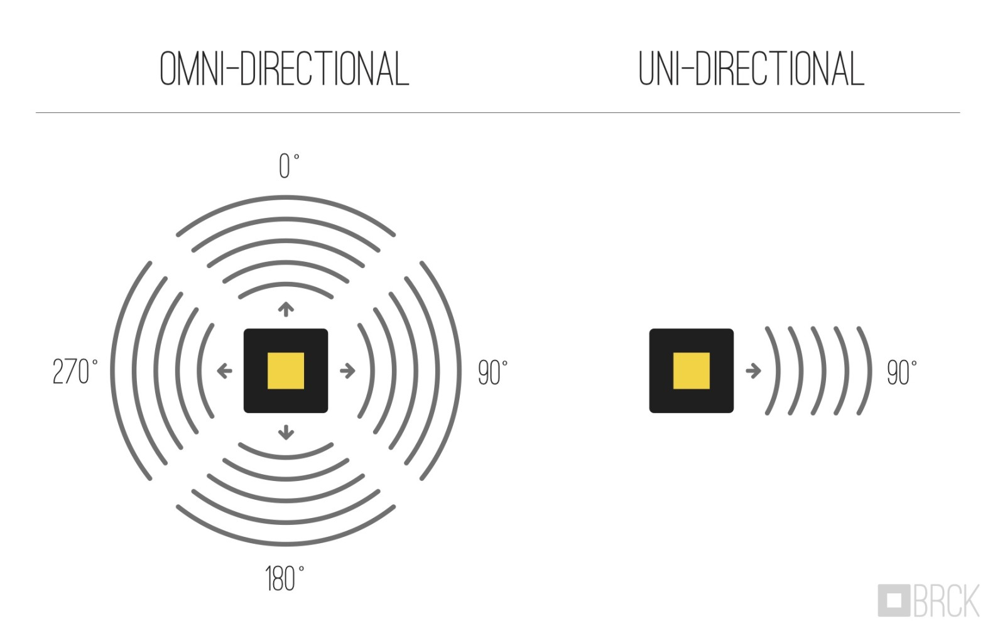 OMNI-DIRECTIONAL
UNI-DIRECTIONAL
0°
270°
90°
90°
180°
BRCK